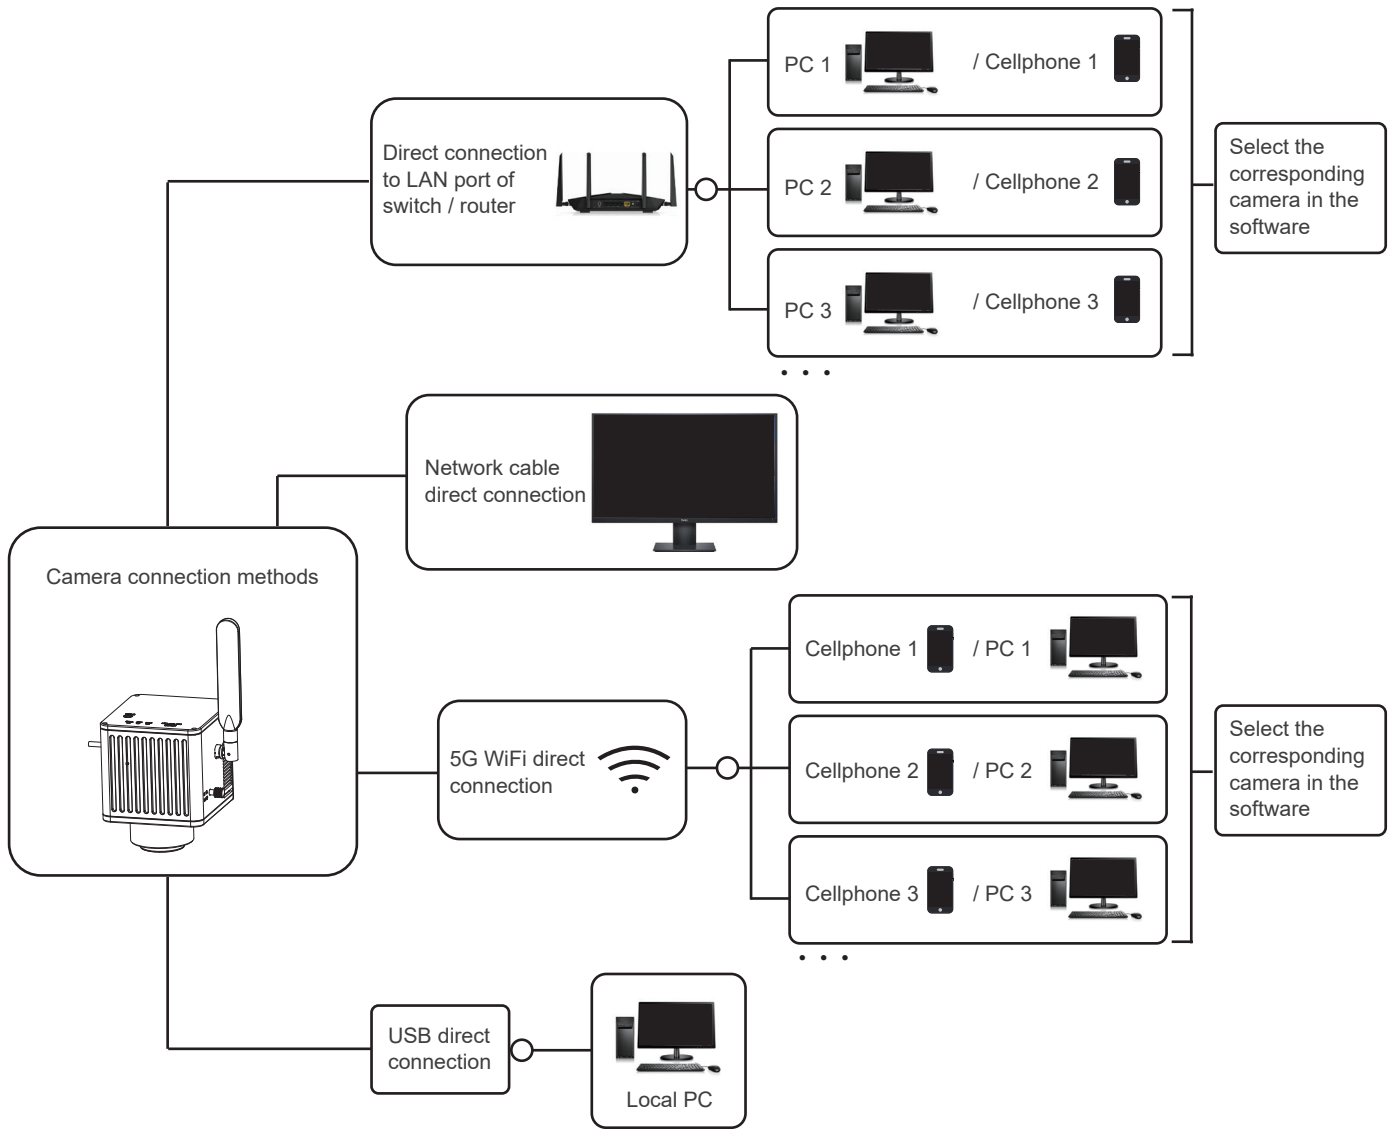 PC 1
/ Cellphone 1
Direct connection
to LAN port of
switch / router
PC 2
/ Cellphone 2
PC 3
/ Cellphone 3
. . .
Select the
corresponding
camera in the
software
Network cable
direct connection
Camera connection methods
5G WiFi direct
connection
Cellphone 1
/ PC 1
Cellphone 2
/ PC 2
Cellphone 3
/ PC 3
. . .
Select the
corresponding
camera in the
software
USB direct
connection
Local PC